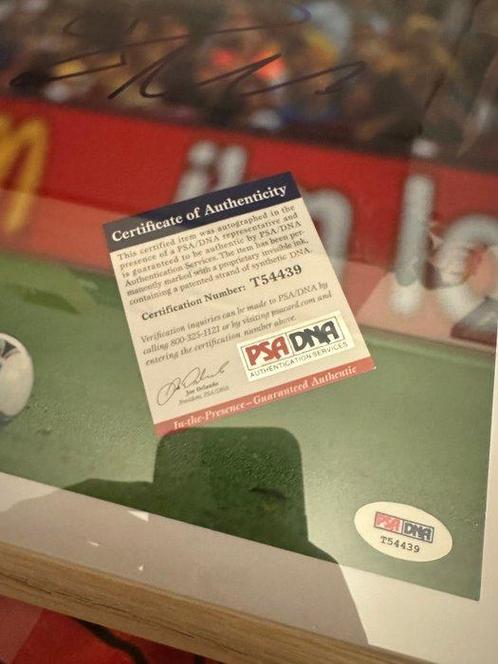 Certificate of Authenticity
This certified item was autographed in the
presence of a PSA/DNA representative and
is guaranteed to be authentic by PSA/DNA
Authentication Services. The item has been per-
manently marked with a proprietary invisible ink,
containing a patented strand of synthetic DNA.
Certification Number: T54439
Verification inquiries can be made to PSA/DNA by
calling 800-325-1121 or by visiting psacard.com and
entering the certification number above.
PSA DNA
AUTHENTICATION SERVICES
Joe Orlando
President, PSA/DNA
In-the-Presence – Guaranteed Authentic
PSA DNA
T54439